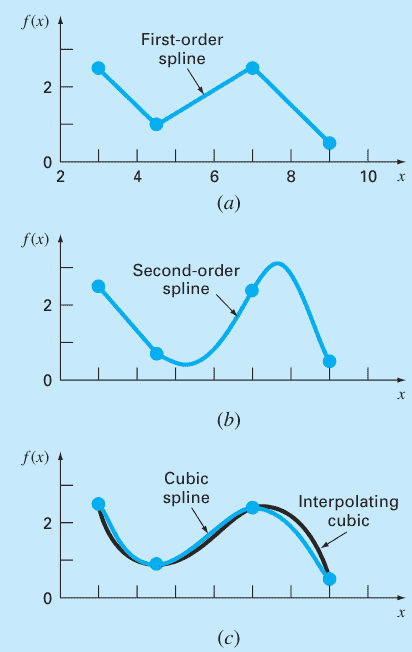 f(x)
First-order
spline
2
0
2 4 6 8 10 x
(a)
f(x)
Second-order
spline
2
0
x
(b)
f(x)
Cubic
spline
Interpolating
cubic
2
0
x
(c)